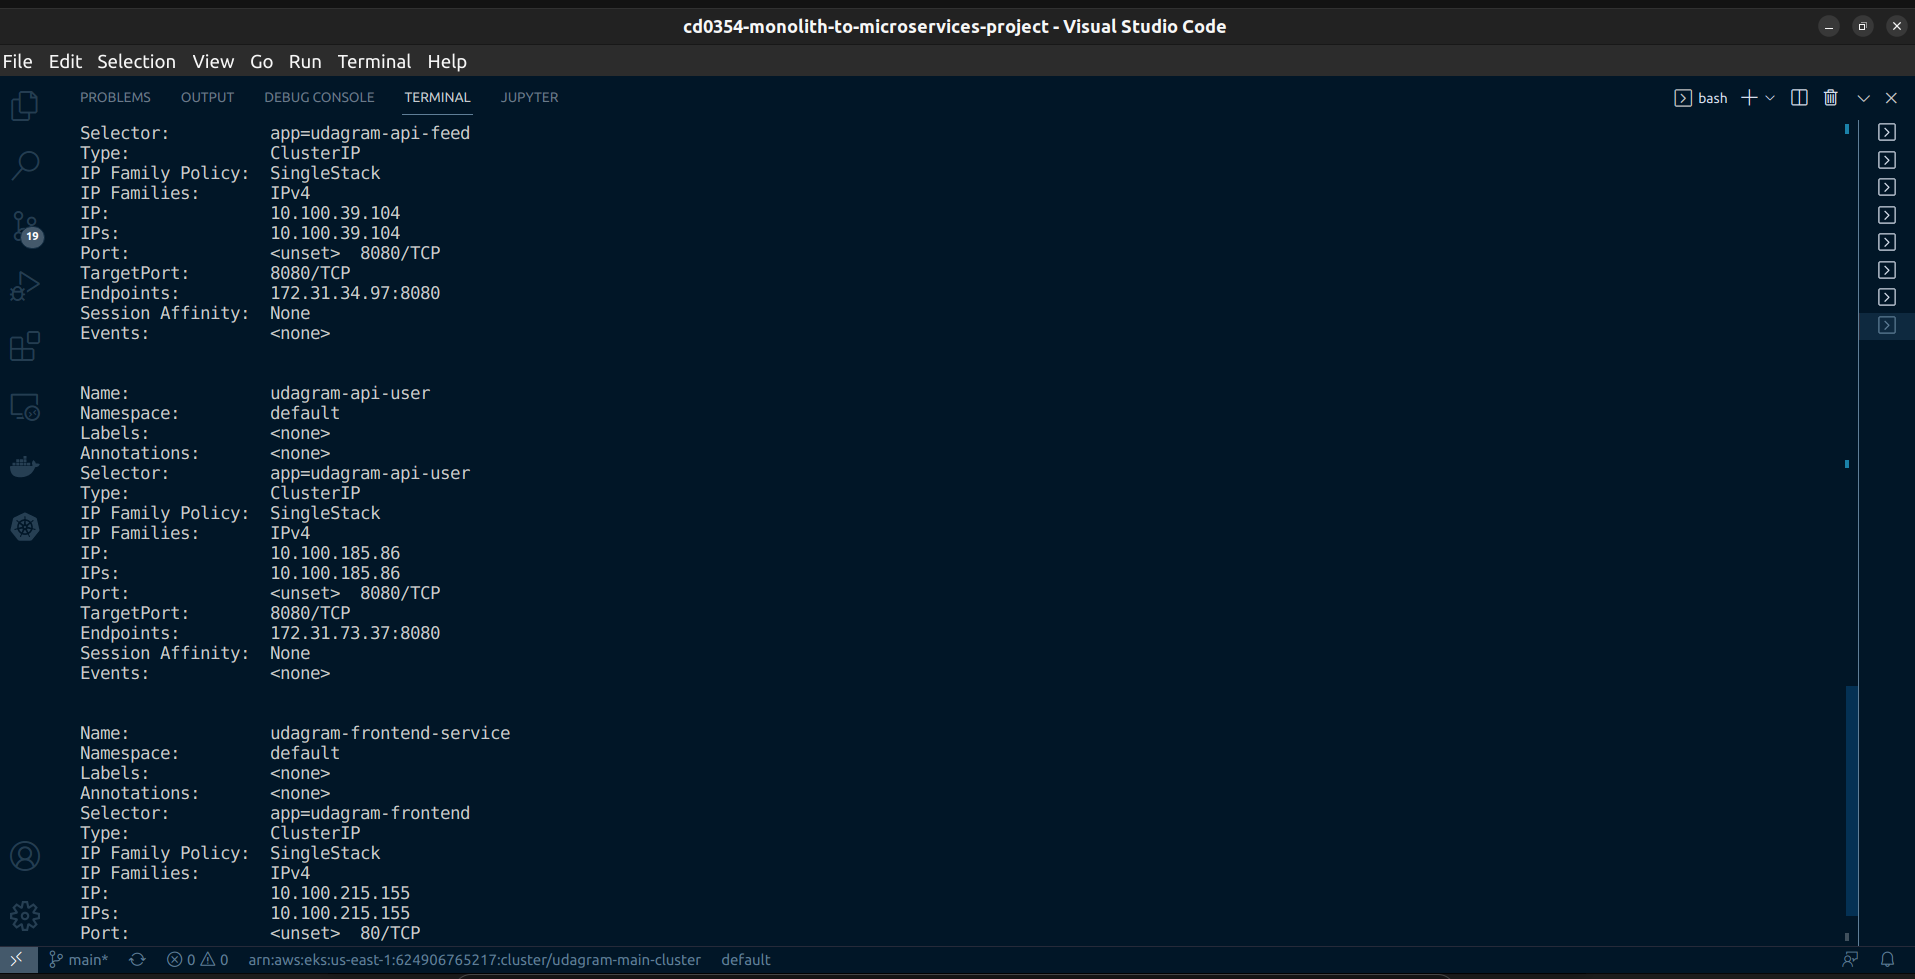 cd0354-monolith-to-microservices-project - Visual Studio Code
File Edit Selection View Go Run Terminal Help
PROBLEMS OUTPUT DEBUG CONSOLE TERMINAL JUPYTER
bash
Selector: app=udagram-api-feed
Type: ClusterIP
IP Family Policy: SingleStack
IP Families: IPv4
IP: 10.100.39.104
IPs: 10.100.39.104
Port: <unset> 8080/TCP
TargetPort: 8080/TCP
Endpoints: 172.31.34.97:8080
Session Affinity: None
Events: <none>
Name: udagram-api-user
Namespace: default
Labels: <none>
Annotations: <none>
Selector: app=udagram-api-user
Type: ClusterIP
IP Family Policy: SingleStack
IP Families: IPv4
IP: 10.100.185.86
IPs: 10.100.185.86
Port: <unset> 8080/TCP
TargetPort: 8080/TCP
Endpoints: 172.31.73.37:8080
Session Affinity: None
Events: <none>
Name: udagram-frontend-service
Namespace: default
Labels: <none>
Annotations: <none>
Selector: app=udagram-frontend
Type: ClusterIP
IP Family Policy: SingleStack
IP Families: IPv4
IP: 10.100.215.155
IPs: 10.100.215.155
Port: <unset> 80/TCP
19
main* 0 0 arn:aws:eks:us-east-1:624906765217:cluster/udagram-main-cluster default